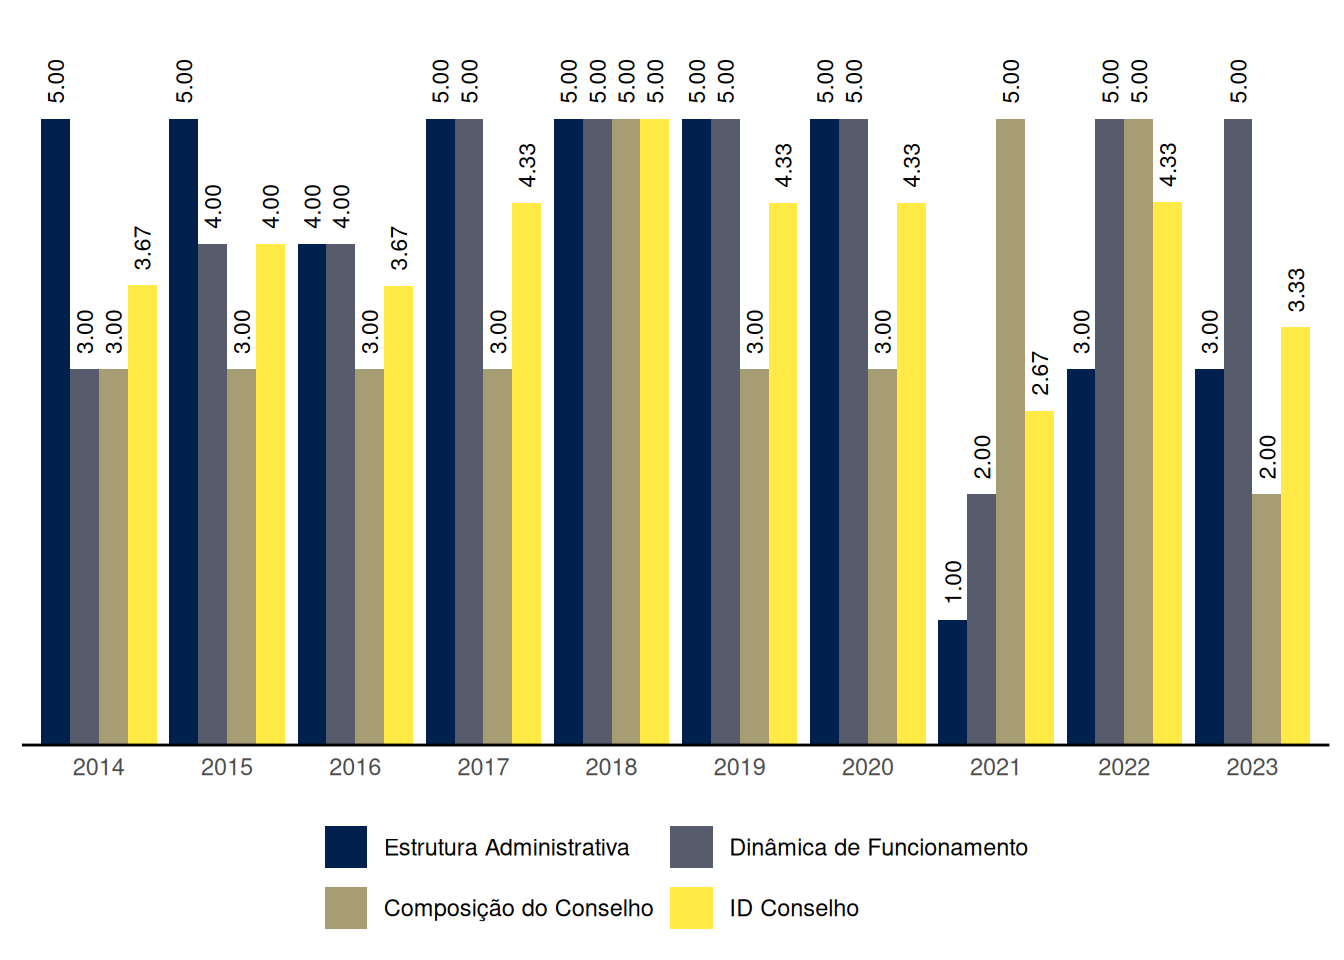 5.00 3.00 3.00 3.67
5.00 4.00 3.00 4.00
4.00 4.00 3.00 3.67
5.00 5.00 3.00 4.33
5.00 5.00 5.00 5.00
5.00 5.00 3.00 4.33
5.00 5.00 3.00 4.33
1.00 2.00 5.00 2.67
3.00 5.00 5.00 4.33
3.00 5.00 2.00 3.33
2014 2015 2016 2017 2018 2019 2020 2021 2022 2023
Estrutura Administrativa Dinâmica de Funcionamento
Composição do Conselho ID Conselho